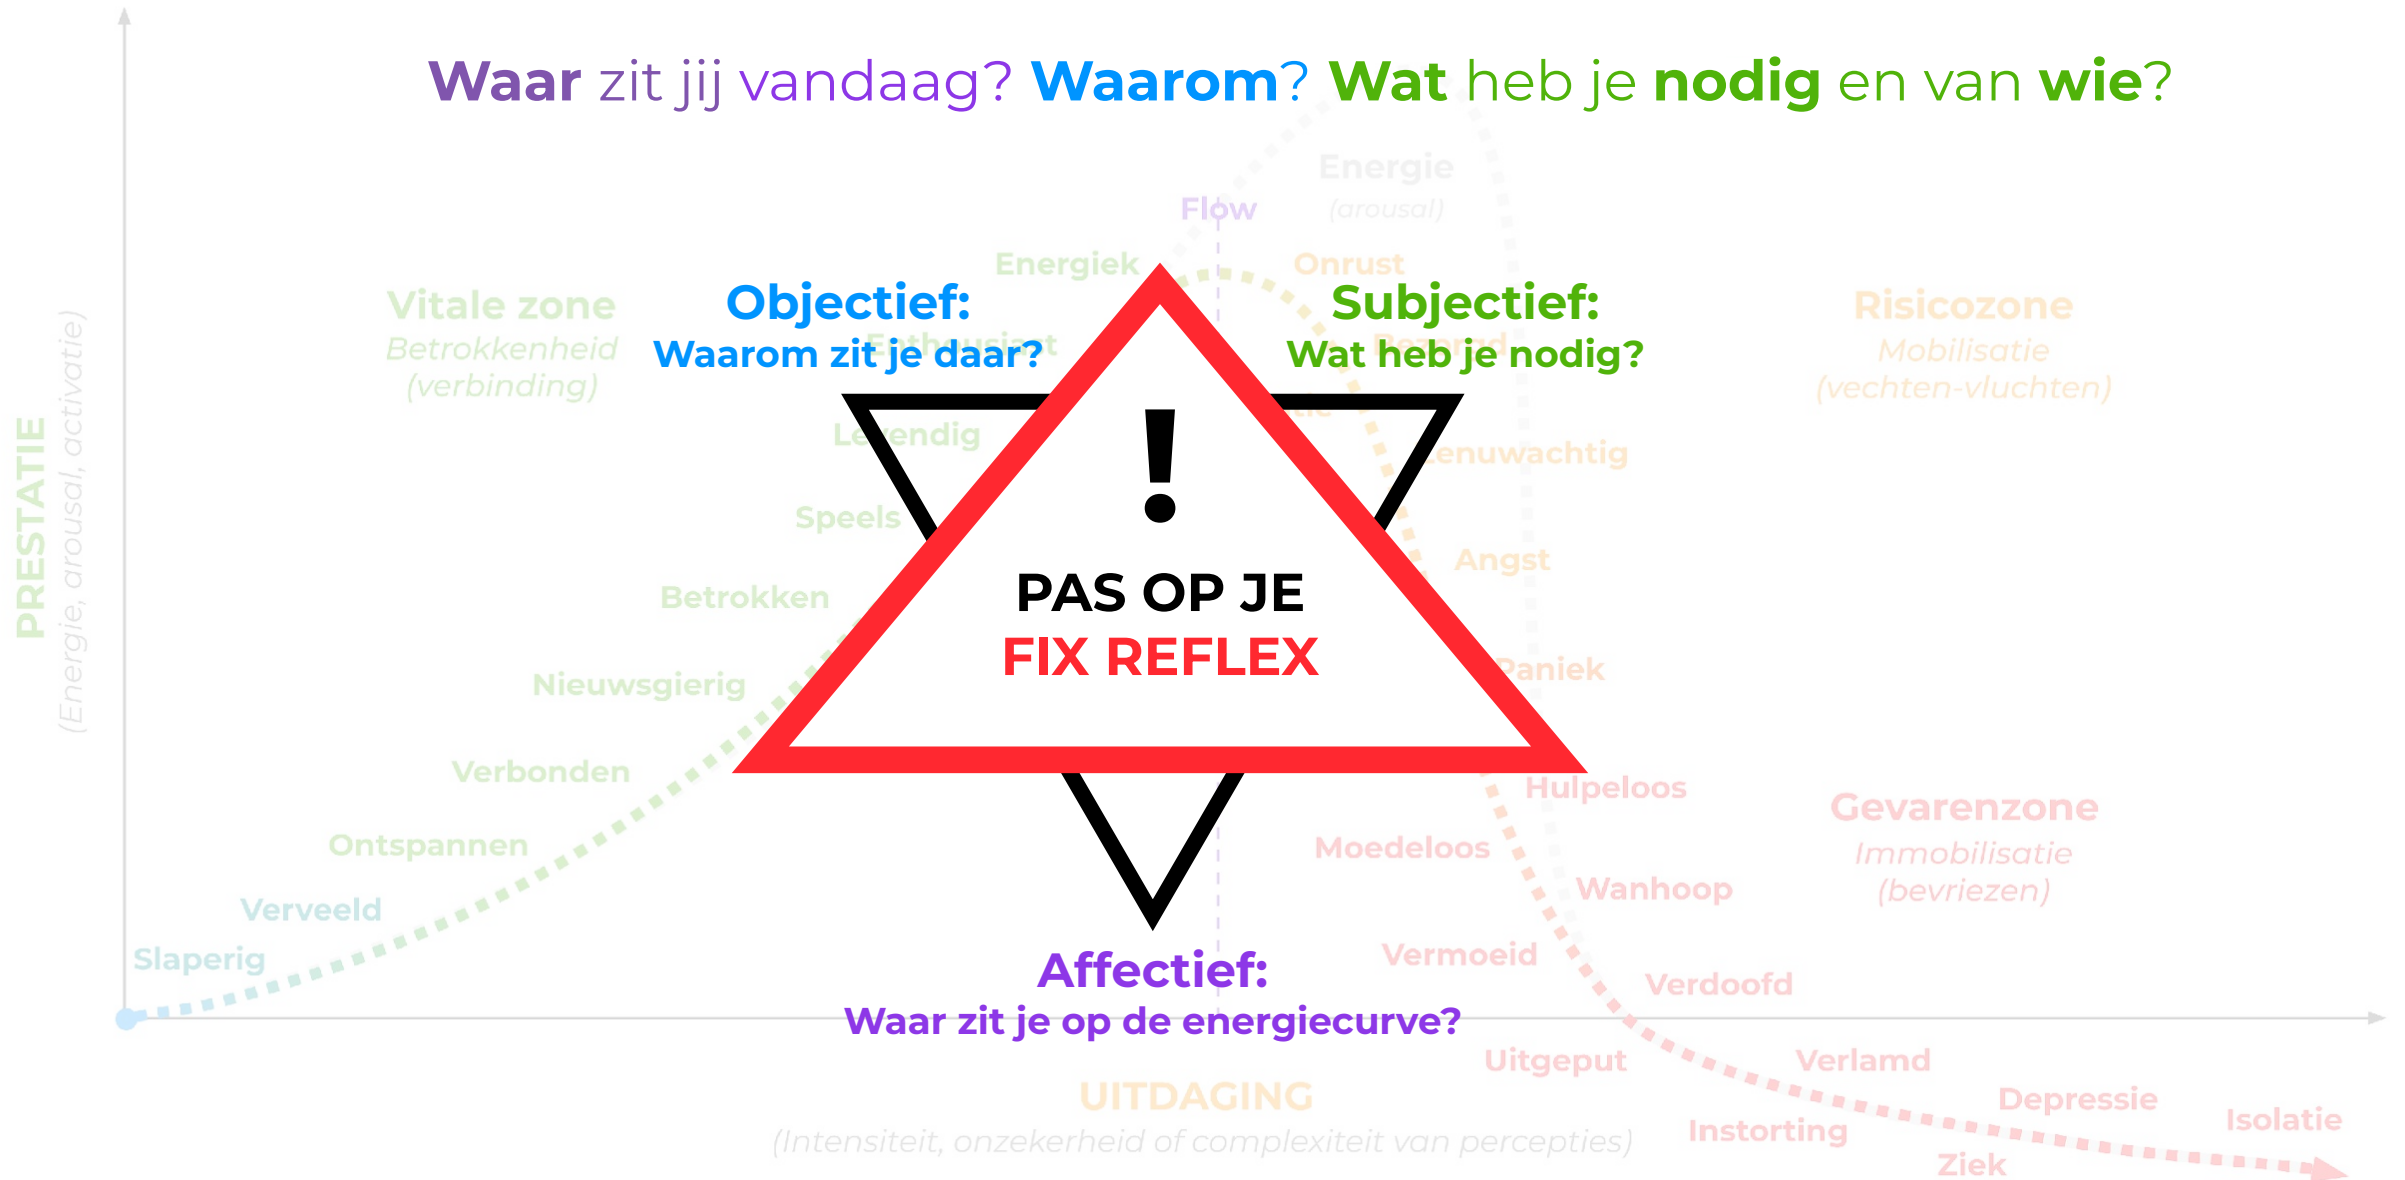 Waar zit jij vandaag? Waarom? Wat heb je nodig en van wie?
Energie
(arousal)
Flow
Energiek
Onrust
Objectief:
Waarom zit je daar?
Subjectief:
Wat heb je nodig?
Vitale zone
Betrokkenheid
(verbinding)
Enthousiast
Bezorgd
Risicozone
Mobilisatie
(vechten-vluchten)
Levendig
Speels
Betrokken
Nieuwsgierig
Verbonden
Ontspannen
Verveeld
Slaperig
PRESTATIE
(Energie, arousal, activatie)
!
PAS OP JE
FIX REFLEX
Angst
Paniek
Hulpeloos
Moedeloos
Wanhoop
Vermoeid
Verdoofd
Gevarenzone
Immobilisatie
(bevriezen)
Affectief:
Waar zit je op de energiecurve?
Uitgeput
Verlamd
Depressie
Isolatie
Instorting
Ziek
UITDAGING
(Intensiteit, onzekerheid of complexiteit van percepties)